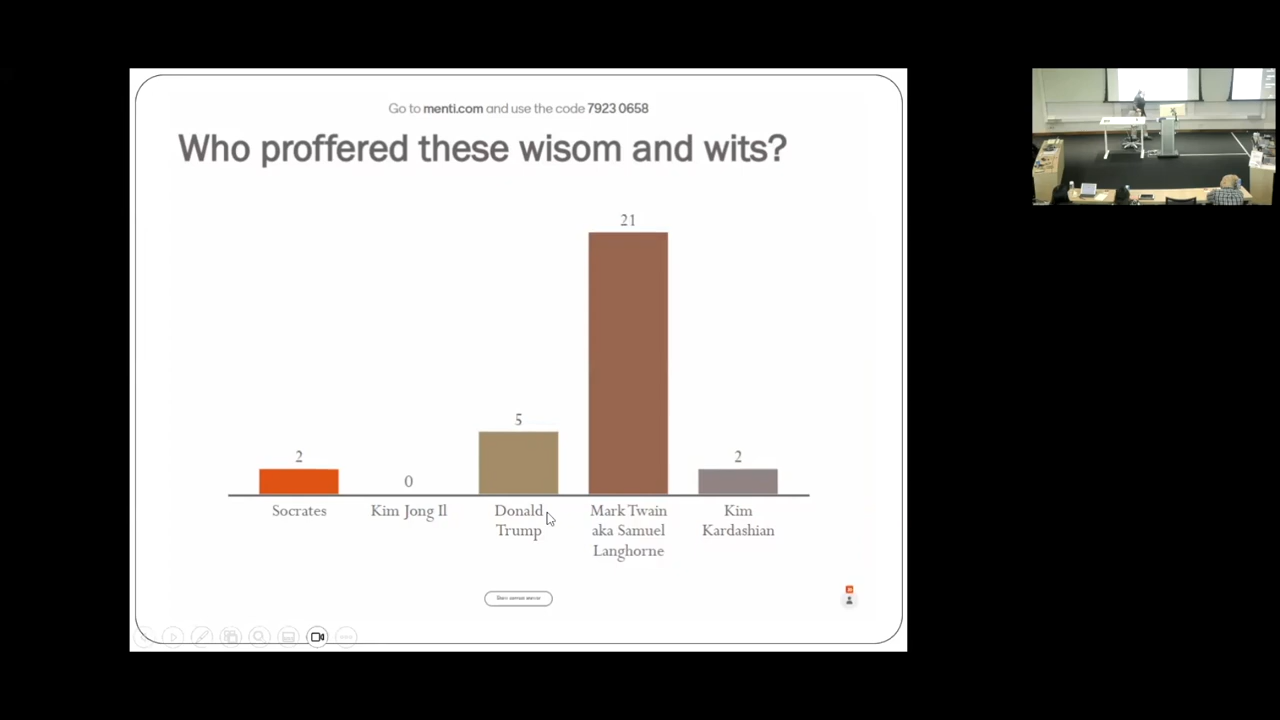 Go to menti.com and use the code 7923 0658
Who proffered these wisom and wits?
21
5
2
2
0
Socrates
Kim Jong Il
Donald
Trump
Mark Twain
aka Samuel
Langhorne
Kim
Kardashian